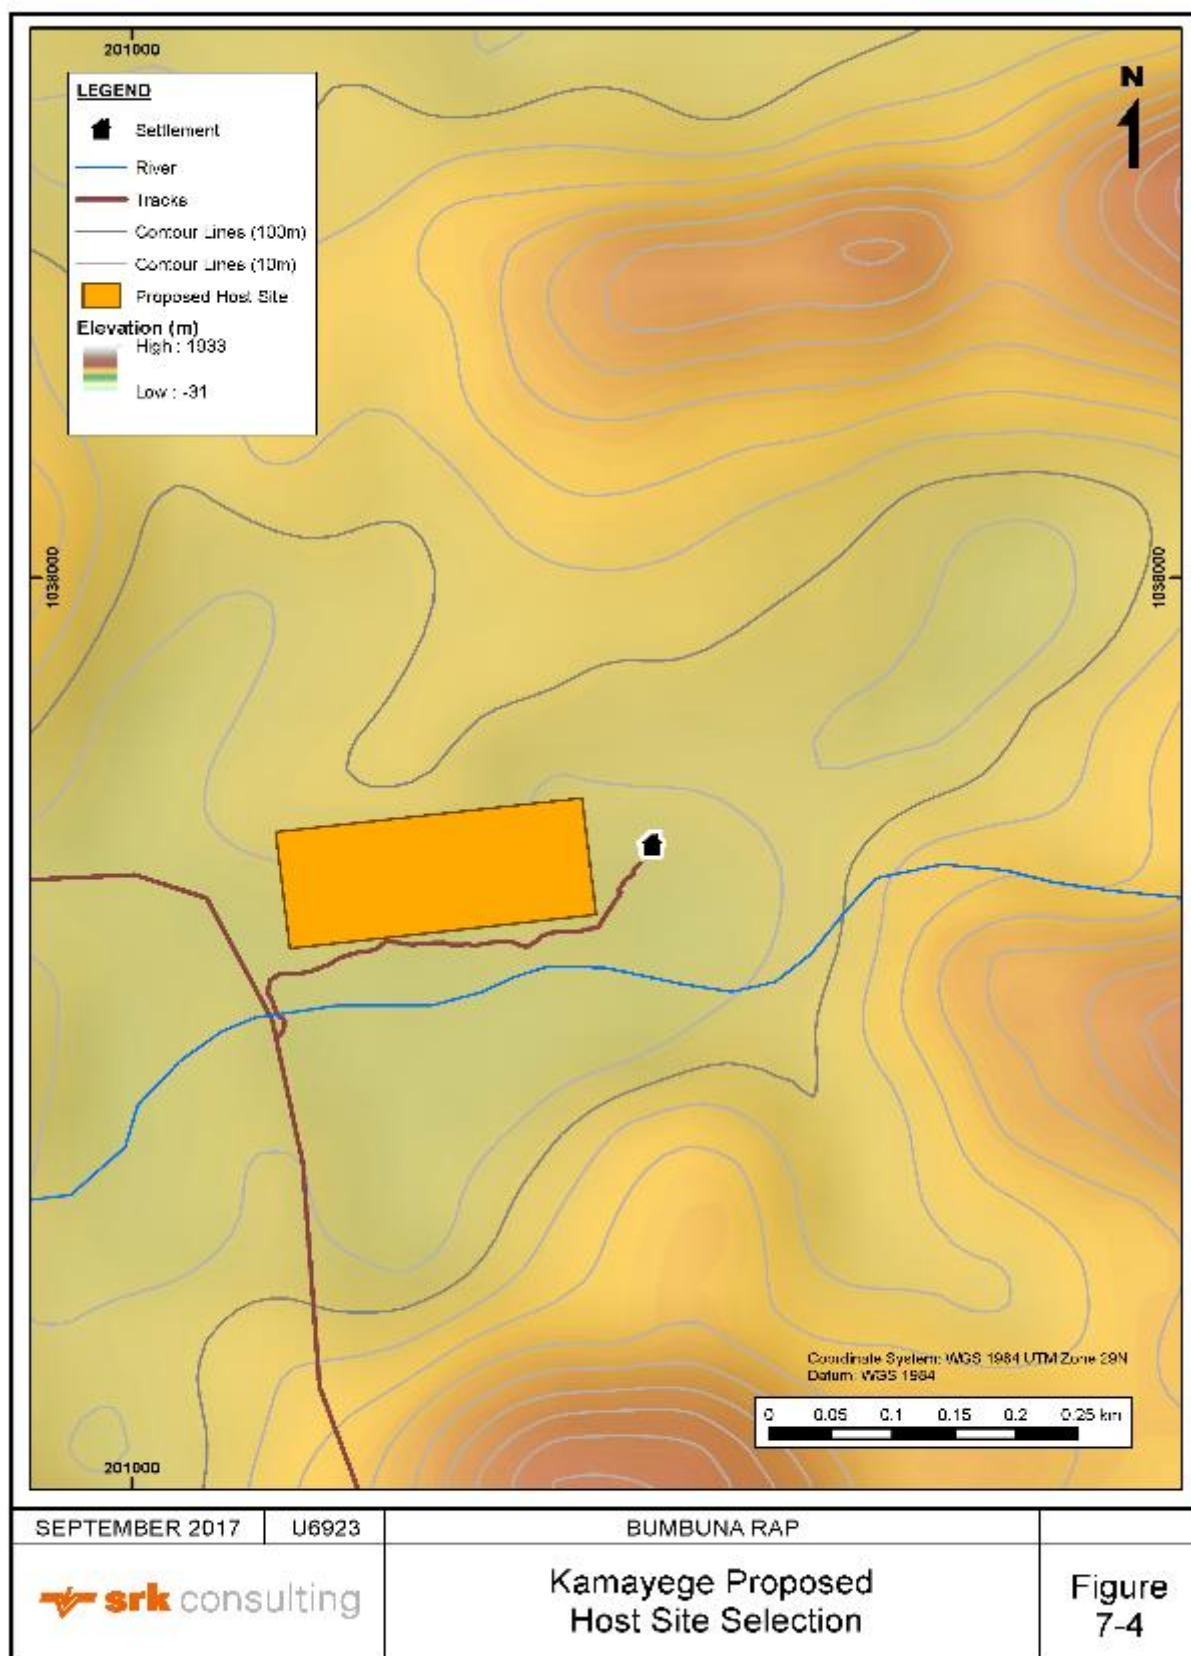 201000
LEGEND
Settlement
River
Tracks
Contour Lines (100m)
Contour Lines (10m)
Proposed Host Site
Elevation (m)
High : 1933
Low : -31
N
1038000
1038000
Coordinate System: WGS 1984 UTM Zone 29N
Datum: WGS 1984
0 0.05 0.1 0.15 0.2 0.25 km
201000
SEPTEMBER 2017
U6923
BUMBUNA RAP
srk consulting
Kamayege Proposed
Host Site Selection
Figure
7-4